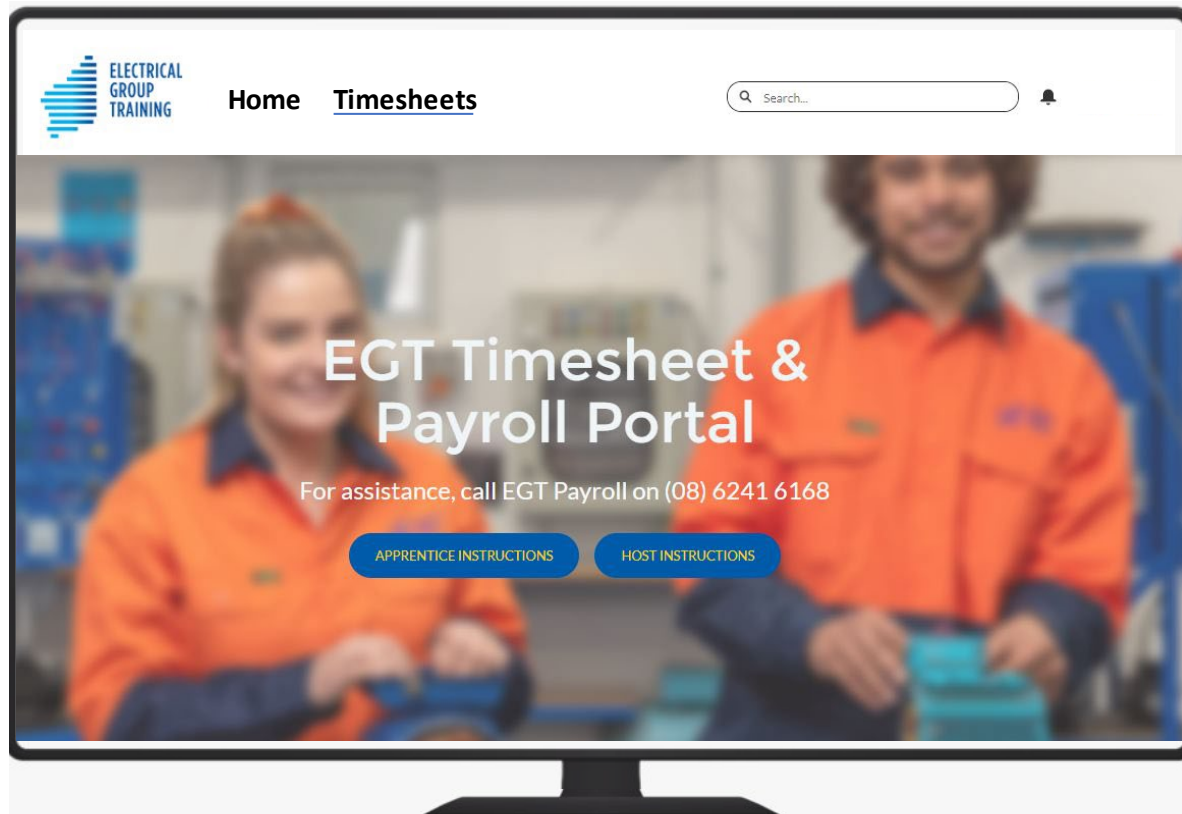 ELECTRICAL
GROUP
TRAINING
Home Timesheets
Search...
EGT Timesheet &
Payroll Portal
For assistance, call EGT Payroll on (08) 6241 6168
APPRENTICE INSTRUCTIONS
HOST INSTRUCTIONS